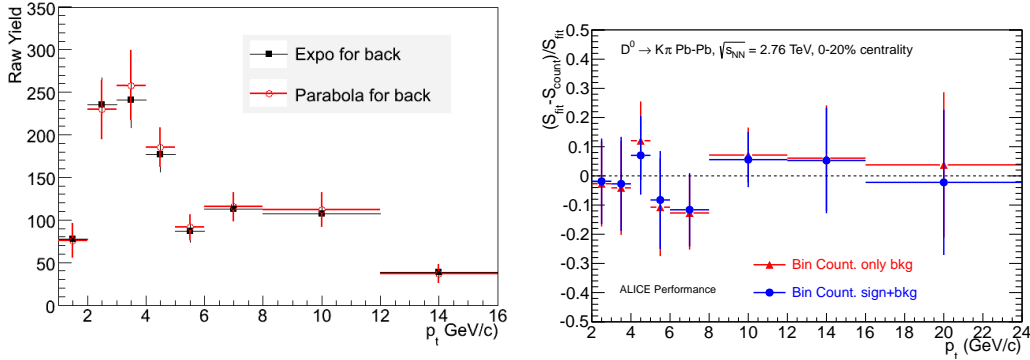 350
300
250
200
150
100
50
0
Raw Yield
Expo for back
Parabola for back
2 4 6 8 10 12 14 16
p_t GeV/c)
0.5
0.4
0.3
0.2
0.1
0
-0.1
-0.2
-0.3
-0.4
-0.5
(S_fit-S_count)/S_fit
D⁰ → Kπ Pb-Pb, √s_NN = 2.76 TeV, 0-20% centrality
Bin Count. only bkg
Bin Count. sign+bkg
ALICE Performance
2 4 6 8 10 12 14 16 18 20 22 24
p_t (GeV/c)